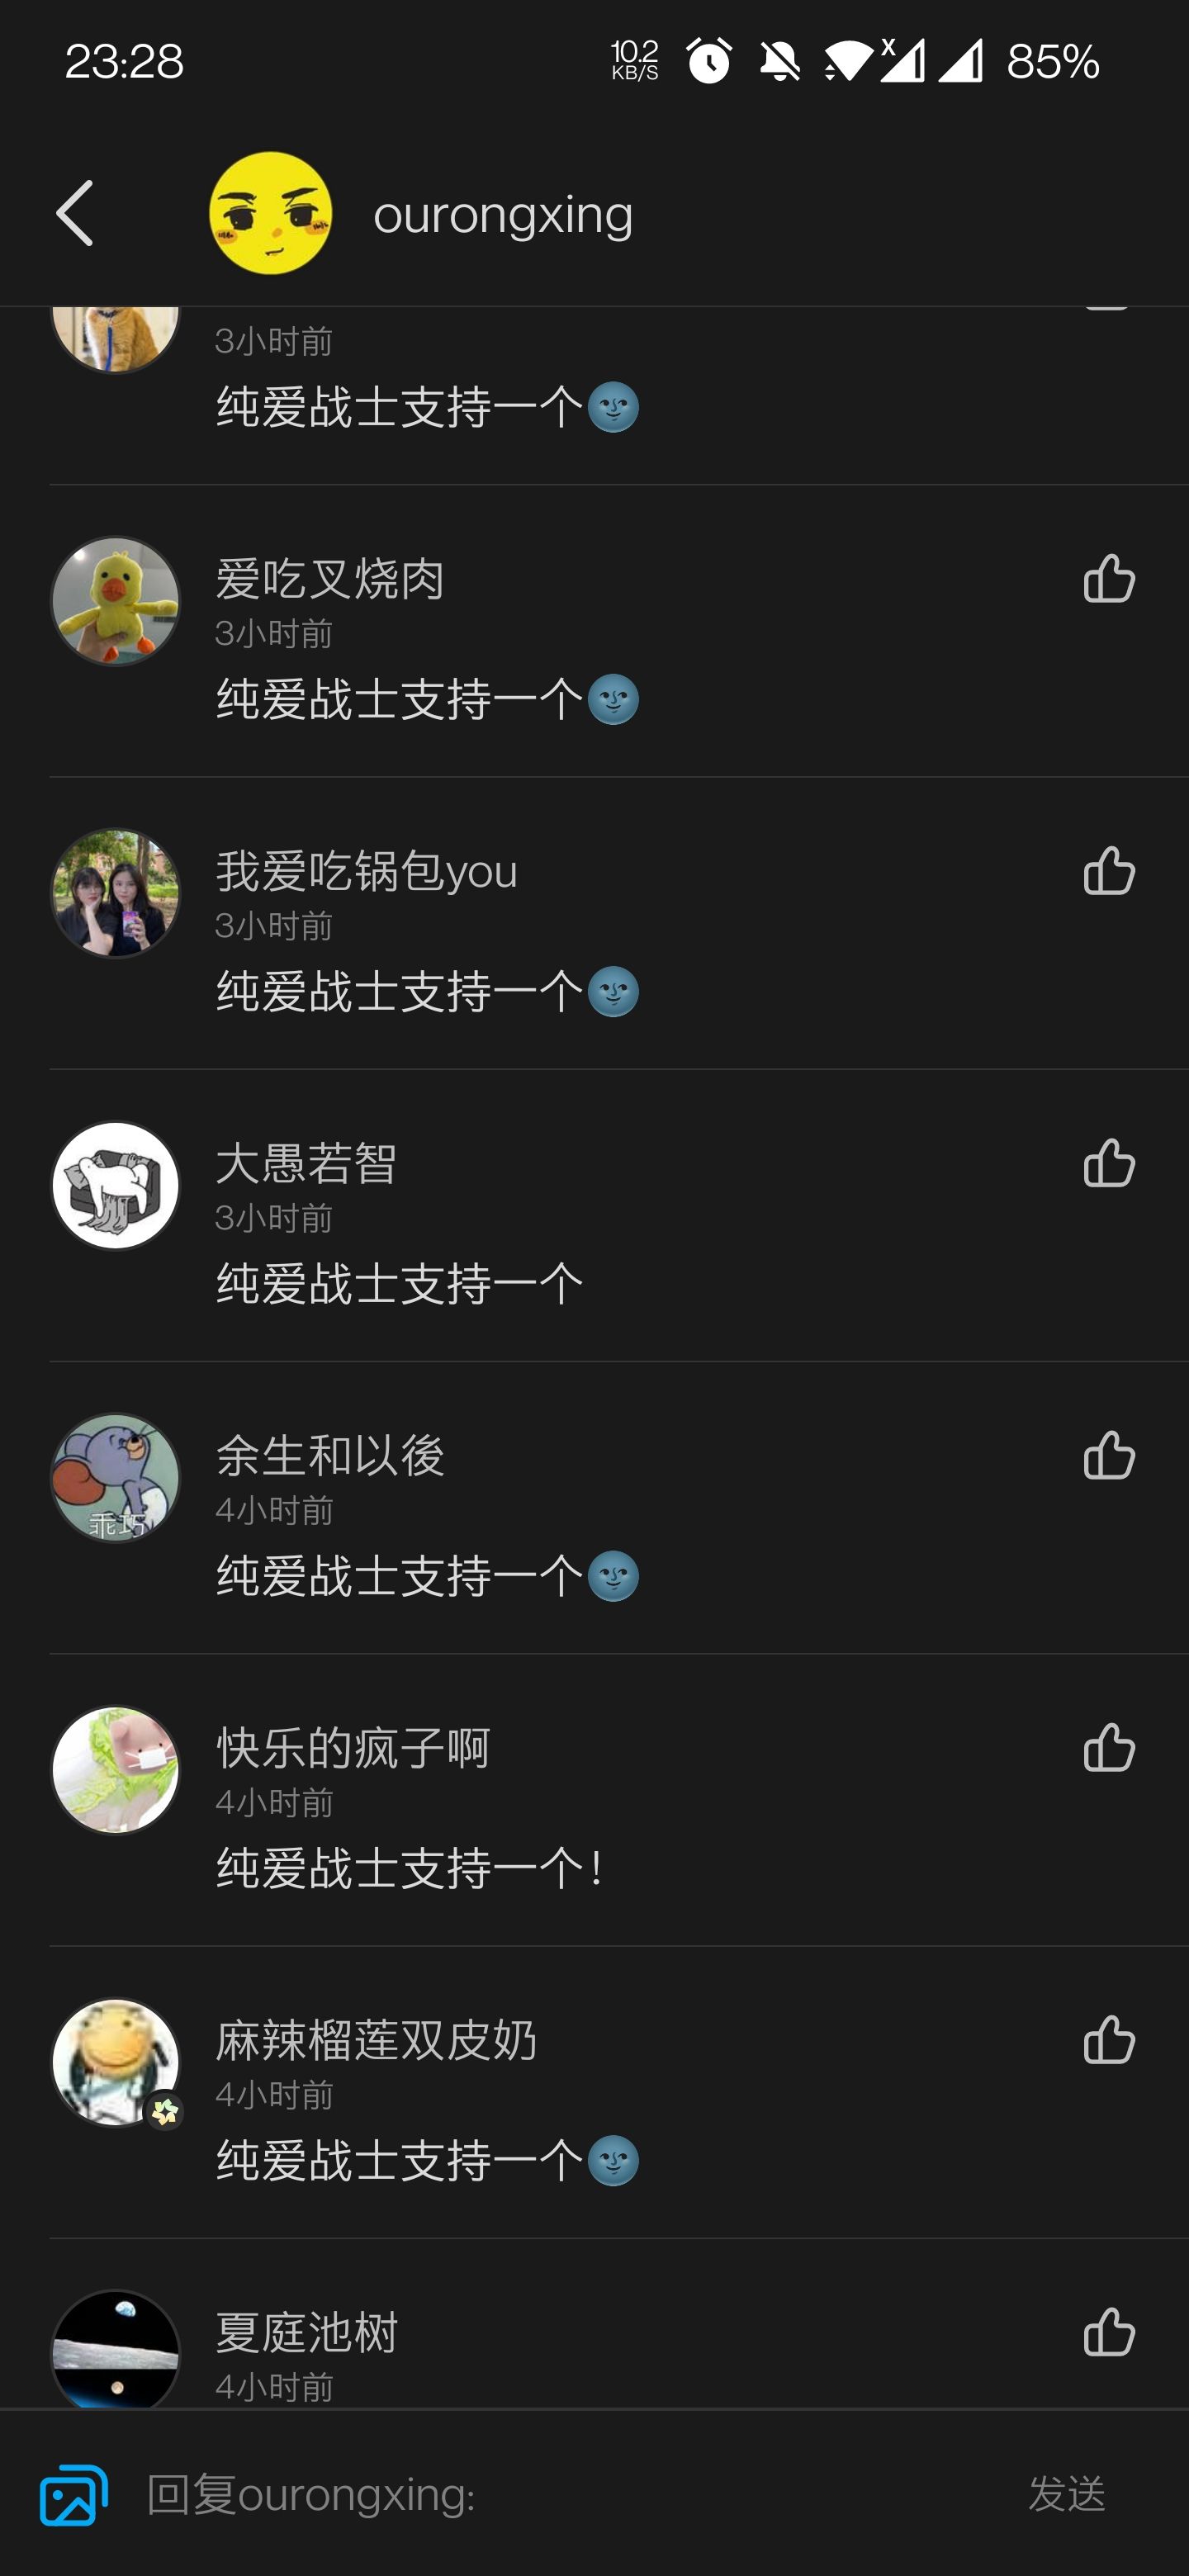 23:28
10.2
KB/S
X
85%
ourongxing
3小时前
纯爱战士支持一个🌚
爱吃叉烧肉
3小时前
纯爱战士支持一个🌚
我爱吃锅包you
3小时前
纯爱战士支持一个🌚
大愚若智
3小时前
纯爱战士支持一个
余生和以後
4小时前
乖巧
纯爱战士支持一个🌚
快乐的疯子啊
4小时前
纯爱战士支持一个!
麻辣榴莲双皮奶
4小时前
纯爱战士支持一个🌚
夏庭池树
4小时前
回复ourongxing:
发送